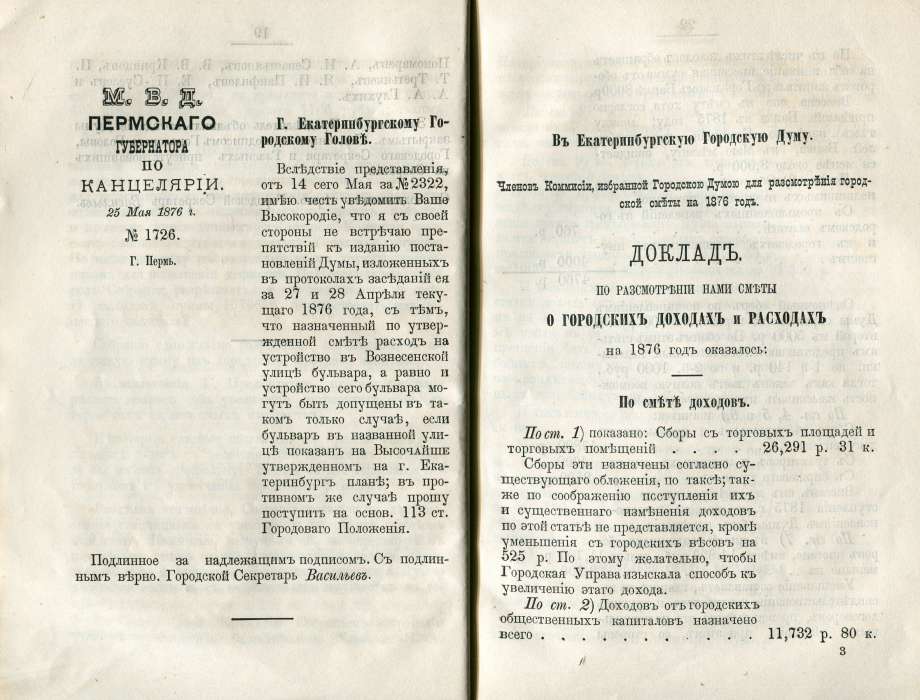 М. В. Д.
ПЕРМСКАГО
ГУБЕРНАТОРА
ПО
КАНЦЕЛЯРІИ.
25 Мая 1876 г.
№ 1726.
Г. Пермь.
Г. Екатеринбургскому Го-
родскому Головѣ.
Вслѣдствіе представленія,
отъ 14 сего Мая за № 2322,
имѣю честь увѣдомить Ваше
Высокородіе, что я съ своей
стороны не встрѣчаю пре-
пятствій къ изданію поста-
новленій Думы, изложенныхъ
въ протоколахъ засѣданій ея
за 27 и 28 Апрѣля теку-
щаго 1876 года, съ тѣмъ,
что назначенный по утвер-
жденной смѣтѣ расходъ на
устройство въ Вознесенской
улицѣ бульвара, а равно и
устройство сего бульвара мо-
гутъ быть допущены въ та-
комъ только случаѣ, если
бульваръ въ названной ули-
цѣ показанъ на Высочайше
утвержденномъ на г. Ека-
теринбургъ планѣ; въ про-
тивномъ же случаѣ прошу
поступить на основ. 113 ст.
Городоваго Положенія.
Подлинное за надлежащимъ подписомъ. Съ подлин-
нымъ вѣрно. Городской Секретарь Васильевъ.
Въ Екатеринбургскую Городскую Думу.
Членовъ Коммисіи, избранной Городскою Думою для разсмотрѣнія город-
ской смѣты на 1876 годъ.
ДОКЛАДЪ.
ПО РАЗСМОТРѢНІИ НАМИ СМѢТЫ
О ГОРОДСКИХЪ ДОХОДАХЪ и РАСХОДАХЪ
на 1876 годъ оказалось:
По смѣтѣ доходовъ.
По ст. 1) показано: Сборы съ торговыхъ площадей и
торговыхъ помѣщеній . . . . 26,291 р. 31 к.
Сборы эти назначены согласно су-
ществующаго обложенія, по таксѣ; так-
же по соображенію поступленія ихъ
и существеннаго измѣненія доходовъ
по этой статьѣ не представляется, кромѣ
уменьшенія съ городскихъ вѣсовъ на
525 р. По этому желательно, чтобы
Городская Управа изыскала способъ къ
увеличенію этаго дохода.
По ст. 2) Доходовъ отъ городскихъ
общественныхъ капиталовъ назначено
всего . . . . . . . . . . 11,732 р. 80 к.
3